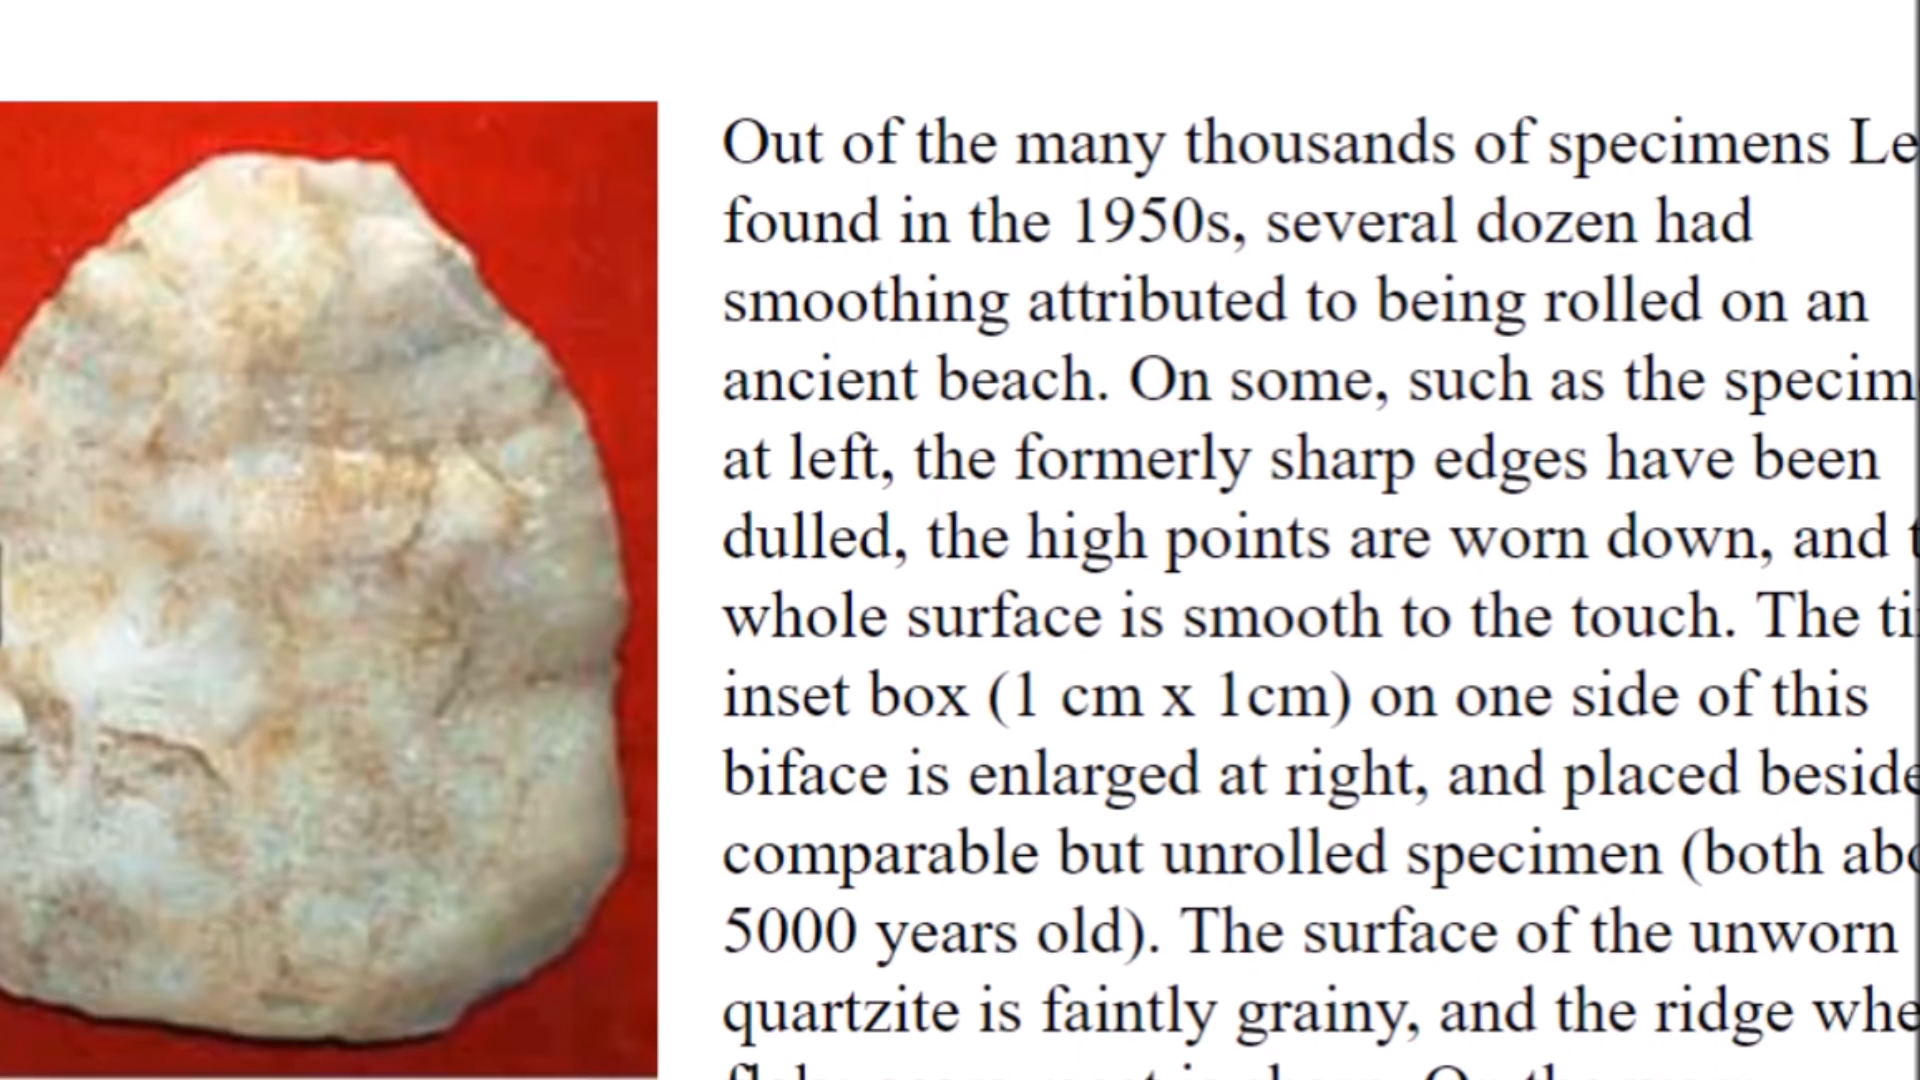 Out of the many thousands of specimens
found in the 1950s, several dozen had
smoothing attributed to being rolled on an
ancient beach. On some, such as the
at left, the formerly sharp edges have been
dulled, the high points are worn down, and
whole surface is smooth to the touch. The
inset box (1 cm x 1cm) on one side of this
biface is enlarged at right, and placed beside
comparable but unrolled specimen (both
5000 years old). The surface of the unworn
quartzite is faintly grainy, and the ridge